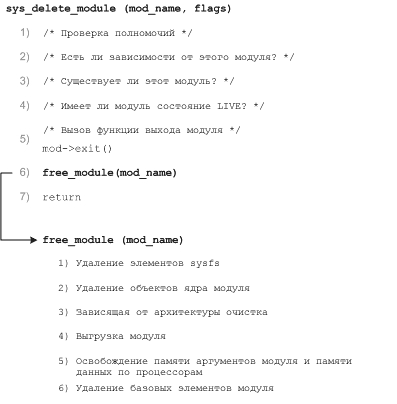 sys_delete_module (mod_name, flags)
1) /* Проверка полномочий */
2) /* Есть ли зависимости от этого модуля? */
3) /* Существует ли этот модуль? */
4) /* Имеет ли модуль состояние LIVE? */
/* Вызов функции выхода модуля */
5)
mod->exit()
6) free_module(mod_name)
7) return
free_module (mod_name)
1) Удаление элементов sysfs
2) Удаление объектов ядра модуля
3) Зависящая от архитектуры очистка
4) Выгрузка модуля
5) Освобождение памяти аргументов модуля и памяти
данных по процессорам
6) Удаление базовых элементов модуля